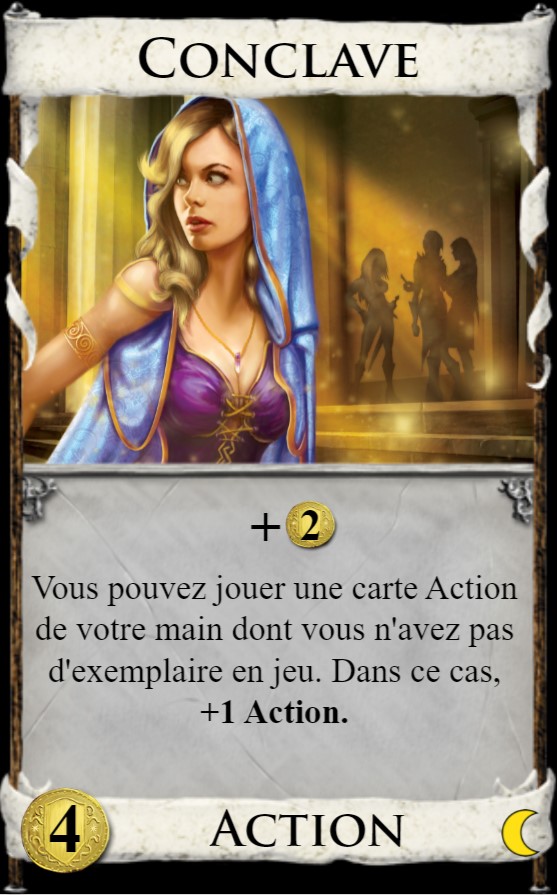 CONCLAVE
+2
Vous pouvez jouer une carte Action
de votre main dont vous n'avez pas
d'exemplaire en jeu. Dans ce cas,
+1 Action.
4
ACTION